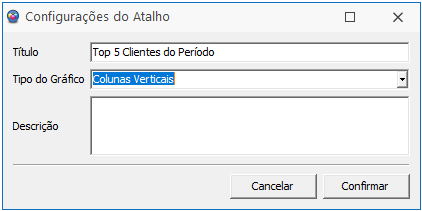 Configurações do Atalho
Título
Top 5 Clientes do Período
Tipo do Gráfico
Colunas Verticais
Descrição
Cancelar
Confirmar